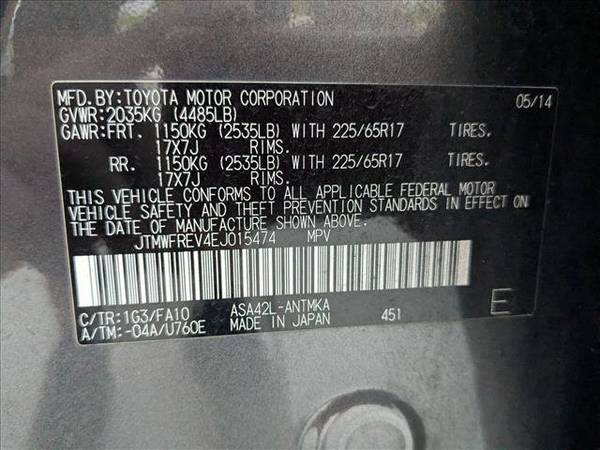 MFD.BY:TOYOTA MOTOR CORPORATION 05/14
GVWR:2035KG (4485LB)
GAWR:FRT. 1150KG (2535LB) WITH 225/65R17 TIRES.
17X7J RIMS.
RR. 1150KG (2535LB) WITH 225/65R17 TIRES.
17X7J RIMS.
THIS VEHICLE CONFORMS TO ALL APPLICABLE FEDERAL MOTOR
VEHICLE SAFETY AND THEFT PREVENTION STANDARDS IN EFFECT ON
THE DATE OF MANUFACTURE SHOWN ABOVE.
JTMWFREV4EJ015474 MPV
C/TR:1G3/FA10 ASA42L-ANTMKA 451 E
A/TM:-04A/U760E MADE IN JAPAN